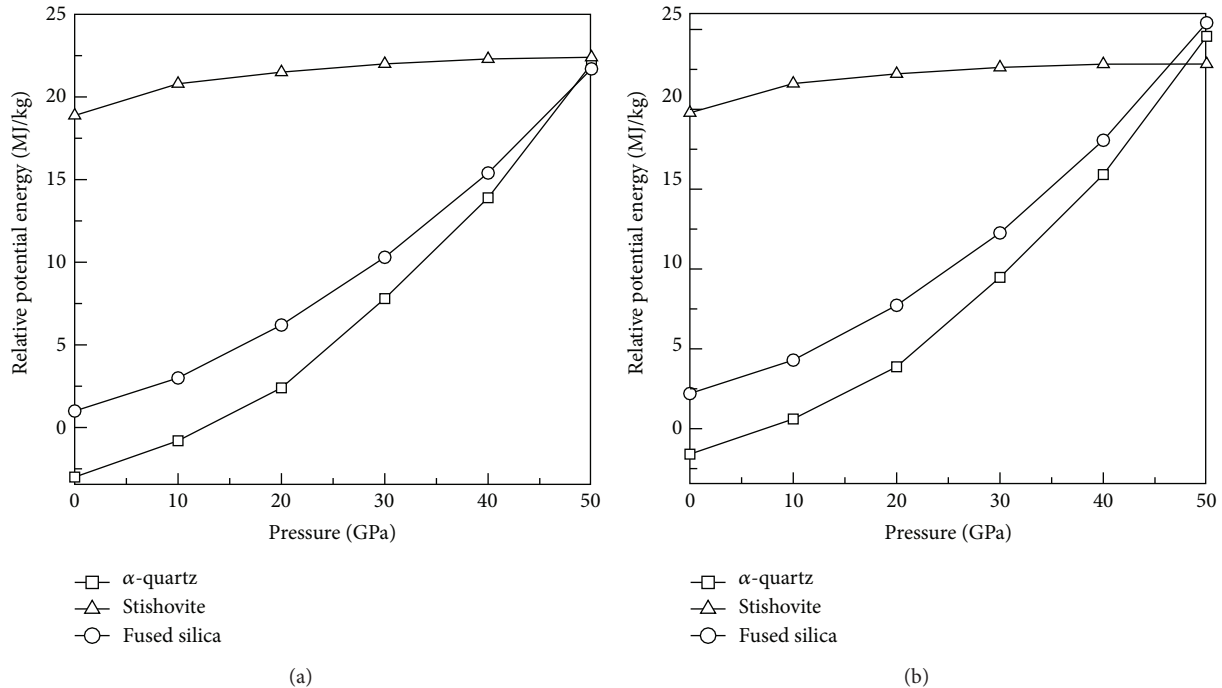 25
20
15
10
5
0
Relative potential energy (MJ/kg)
0 10 20 30 40 50
Pressure (GPa)
α-quartz
Stishovite
Fused silica
(a)
25
20
15
10
5
0
Relative potential energy (MJ/kg)
0 10 20 30 40 50
Pressure (GPa)
α-quartz
Stishovite
Fused silica
(b)